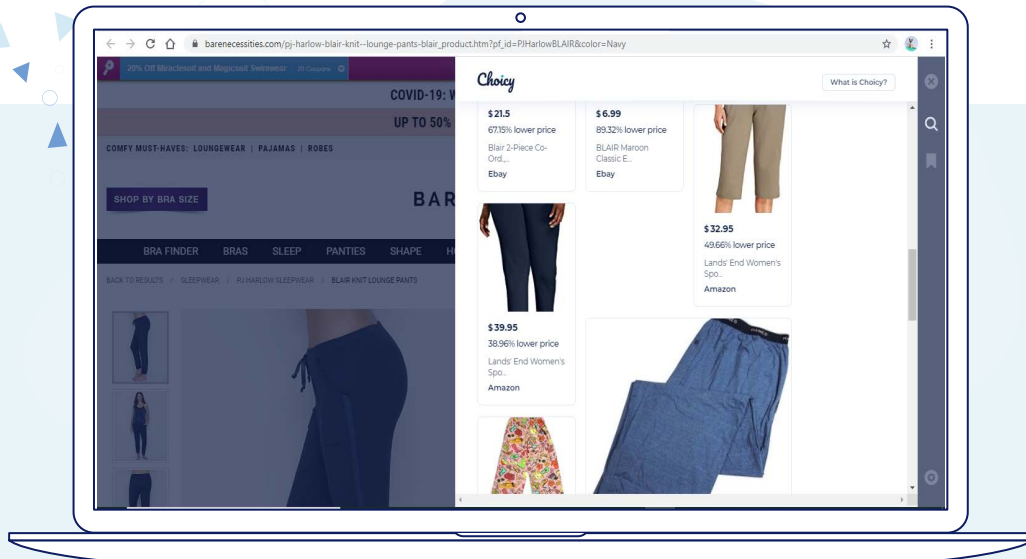 barenecessities.com/pj-harlow-blair-knit--lounge-pants-blair_product.htm?pf_id=PJHarlowBLAIR&color=Navy
20% Off Miraclesuit and Magicsuit Swimwear
20 Coupons
COVID-19: W
UP TO 50%
COMFY MUST-HAVES: LOUNGEWEAR | PAJAMAS | ROBES
SHOP BY BRA SIZE
BAR
BRA FINDER BRAS SLEEP PANTIES SHAPE H
BACK TO RESULTS / SLEEPWEAR / PJ HARLOW SLEEPWEAR / BLAIR KNIT LOUNGE PANTS
Choicy
What is Choicy?
$21.5
67.15% lower price
Blair 2-Piece Co-
Ord,...
Ebay
$6.99
89.32% lower price
BLAIR Maroon
Classic E...
Ebay
$32.95
49.66% lower price
Lands' End Women's
Spo...
Amazon
$39.95
38.96% lower price
Lands' End Women's
Spo...
Amazon
HANES